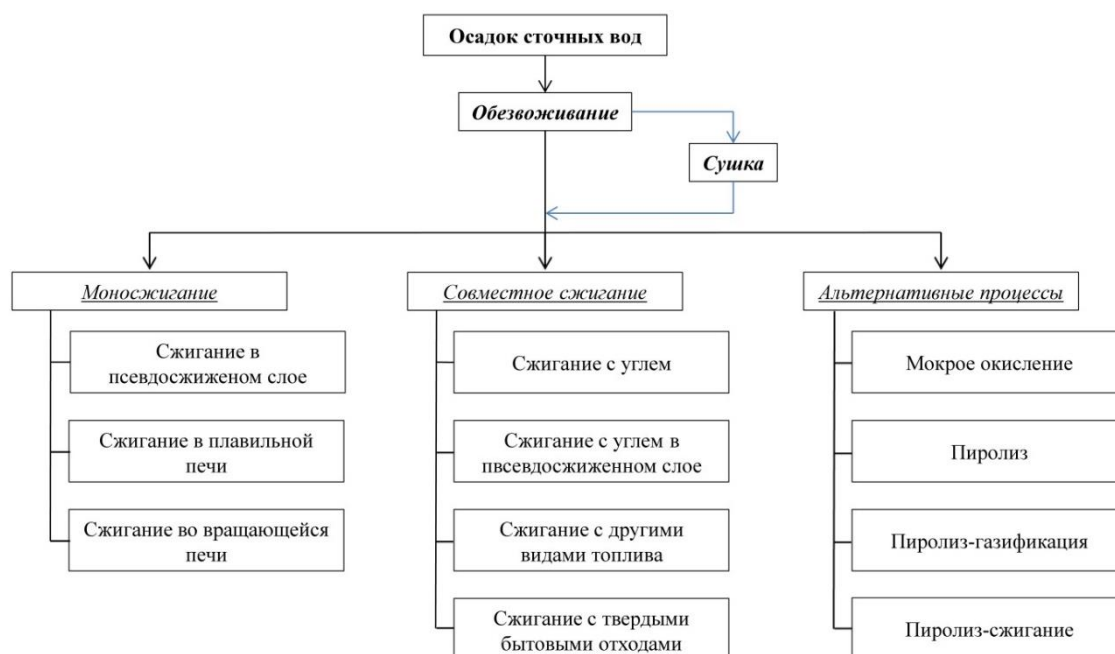 Осадок сточных вод
Обезвоживание
Сушка
Моносжигание
Сжигание в
псевдосжиженом слое
Сжигание в плавильной
печи
Сжигание во вращающейся
печи
Совместное сжигание
Сжигание с углем
Сжигание с углем в
пвсевдосжиженном слое
Сжигание с другими
видами топлива
Сжигание с твердыми
бытовыми отходами
Альтернативные процессы
Мокрое окисление
Пиролиз
Пиролиз-газификация
Пиролиз-сжигание